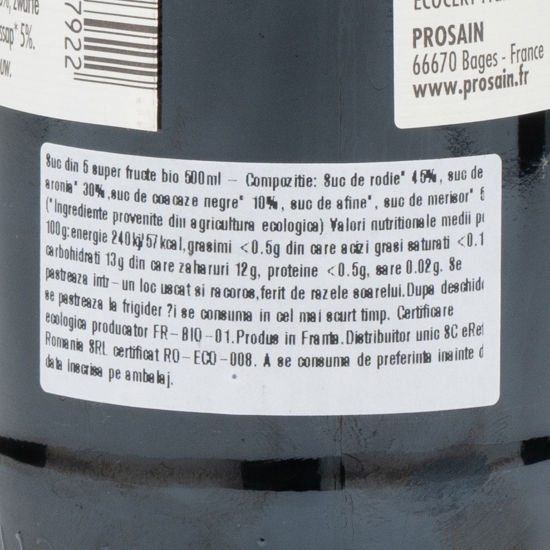 zwarte
5%.
7922
PROSAIN
66670 Bages - France
www.prosain.fr
Suc din 5 super fructe bio 500ml – Compozitie: Suc de rodie* 45%, suc de
aronia* 30%,suc de coacaze negre* 10%, suc de afine*, suc de merisor* 5
(*Ingrediente provenite din agricultura ecologica) Valori nutritionale medii
100g:energie 240kj/57kcal,grasimi <0.5g din care acizi grasi saturati <0.1
carbohidrati 13g din care zaharuri 12g, proteine <0.5g, sare 0.02g. Se
pastreaza intr-un loc uscat si racoros,ferit de razele soarelui.Dupa deschide
se pastreaza la frigider ?i se consuma in cel mai scurt timp. Certificare
ecologica producator FR-BIO-01.Produs in Franta.Distribuitor unic SC eRef
Romania SRL certificat RO-ECO-008. A se consuma de preferinta inainte d
data inscrisa pe ambalaj.